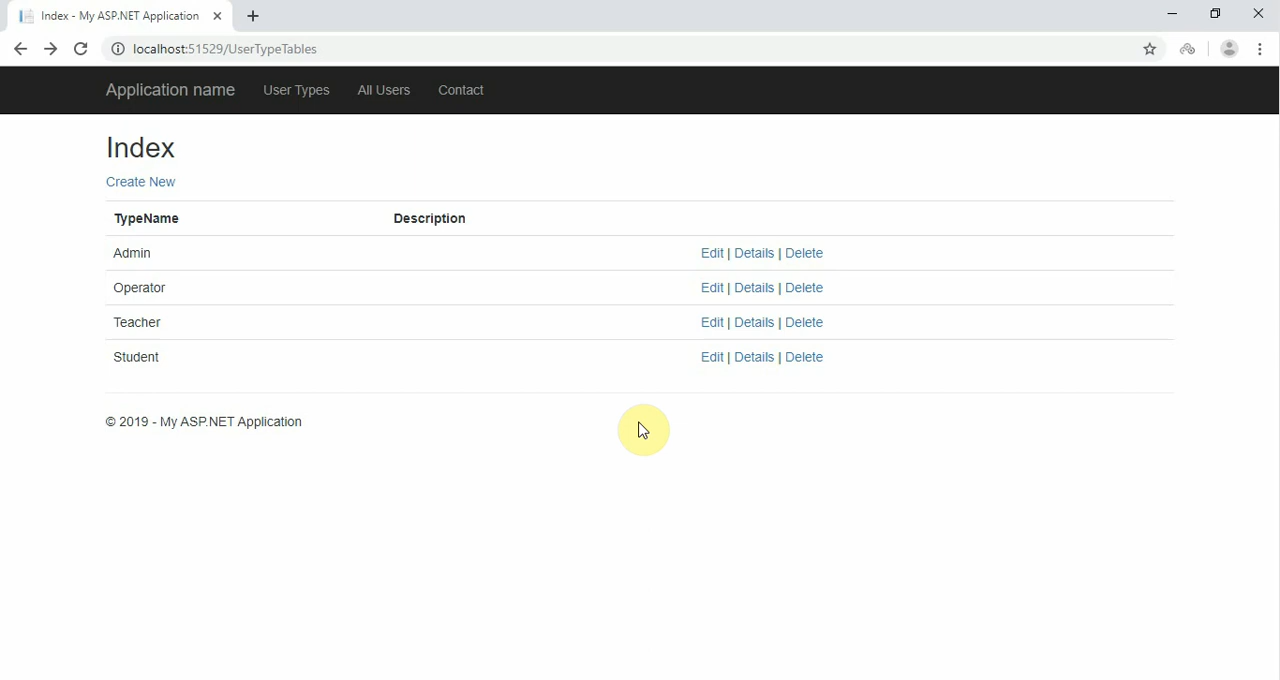 Index - My ASP.NET Application
localhost:51529/UserTypeTables
Application name User Types All Users Contact
Index
Create New
TypeName Description
Admin Edit | Details | Delete
Operator Edit | Details | Delete
Teacher Edit | Details | Delete
Student Edit | Details | Delete
© 2019 - My ASP.NET Application